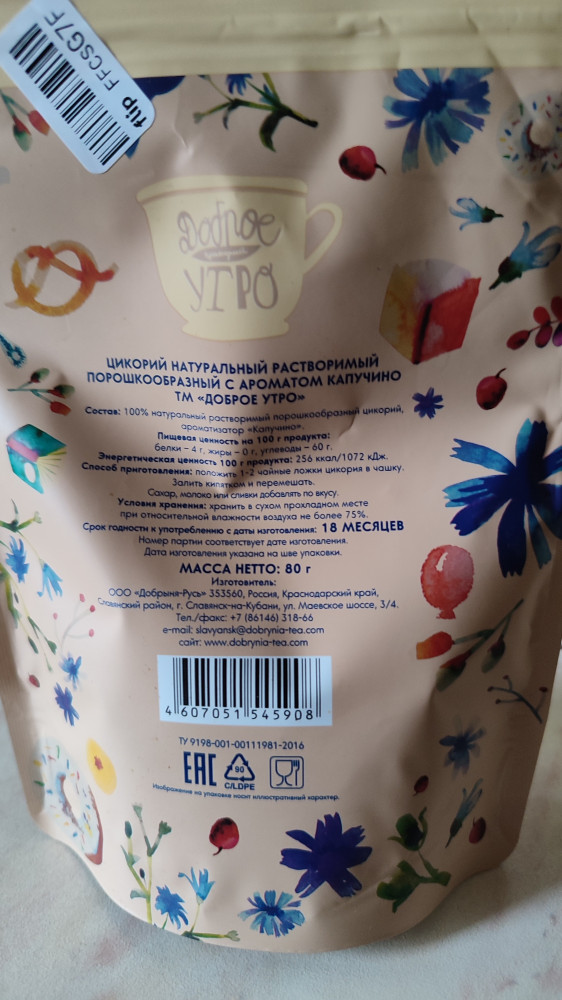 flip FFCSG7F
Доброе
УТРО
ЦИКОРИЙ НАТУРАЛЬНЫЙ РАСТВОРИМЫЙ
ПОРОШКООБРАЗНЫЙ С АРОМАТОМ КАПУЧИНО
ТМ «ДОБРОЕ УТРО»
Состав: 100% натуральный растворимый порошкообразный цикорий,
ароматизатор «Капучино».
Пищевая ценность на 100 г продукта:
белки – 4 г, жиры – 0 г, углеводы – 60 г.
Энергетическая ценность 100 г продукта: 256 ккал/1072 кДж.
Способ приготовления: положить 1-2 чайные ложки цикория в чашку.
Залить кипятком и перемешать.
Сахар, молоко или сливки добавлять по вкусу.
Условия хранения: хранить в сухом прохладном месте
при относительной влажности воздуха не более 75%.
Срок годности к употреблению с даты изготовления: 18 МЕСЯЦЕВ
Номер партии соответствует дате изготовления.
Дата изготовления указана на шве упаковки.
МАССА НЕТТО: 80 г
Изготовитель:
ООО «Добрыня-Русь» 353560, Россия, Краснодарский край,
Славянский район, г. Славянск-на-Кубани, ул. Маевское шоссе, 3/4.
Тел./факс: +7 (86146) 318-66
e-mail: slavyansk@dobrynia-tea.com
сайт: www.dobrynia-tea.com
4 607051 545908
ТУ 9198-001-00111981-2016
EAC 90
C/LDPE
Изображение на упаковке носит иллюстративный характер.